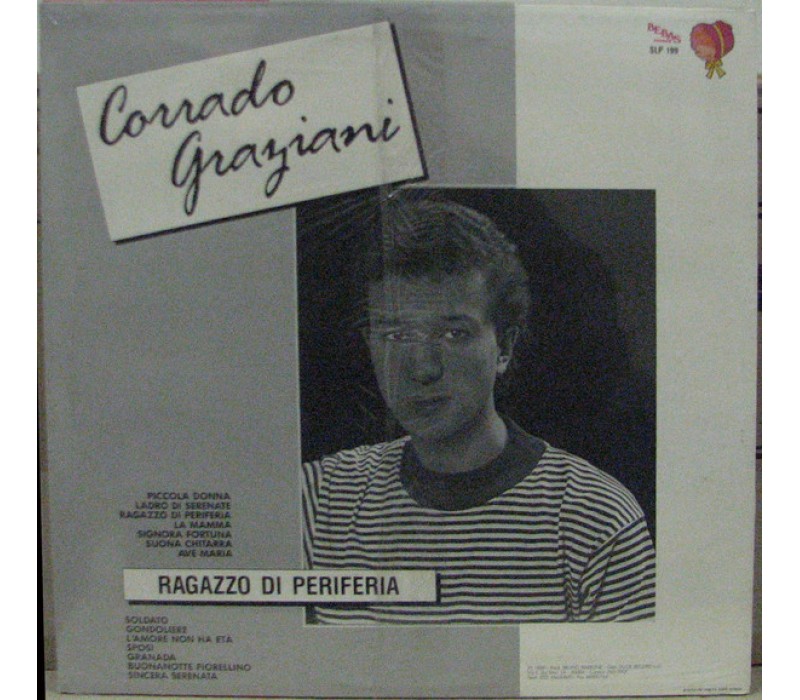 BEBAS
SLP 199
Corrado
Graziani
PICCOLA DONNA
LADRO DI SERENATE
RAGAZZO DI PERIFERIA
LA MAMMA
SIGNORA FORTUNA
SUONA CHITARRA
AVE MARIA
RAGAZZO DI PERIFERIA
SOLDATO
GONDOLIERE
L'AMORE NON HA ETA
SPOSI
GRANADA
BUONANOTTE FIORELLINO
SINCERA SERENATA